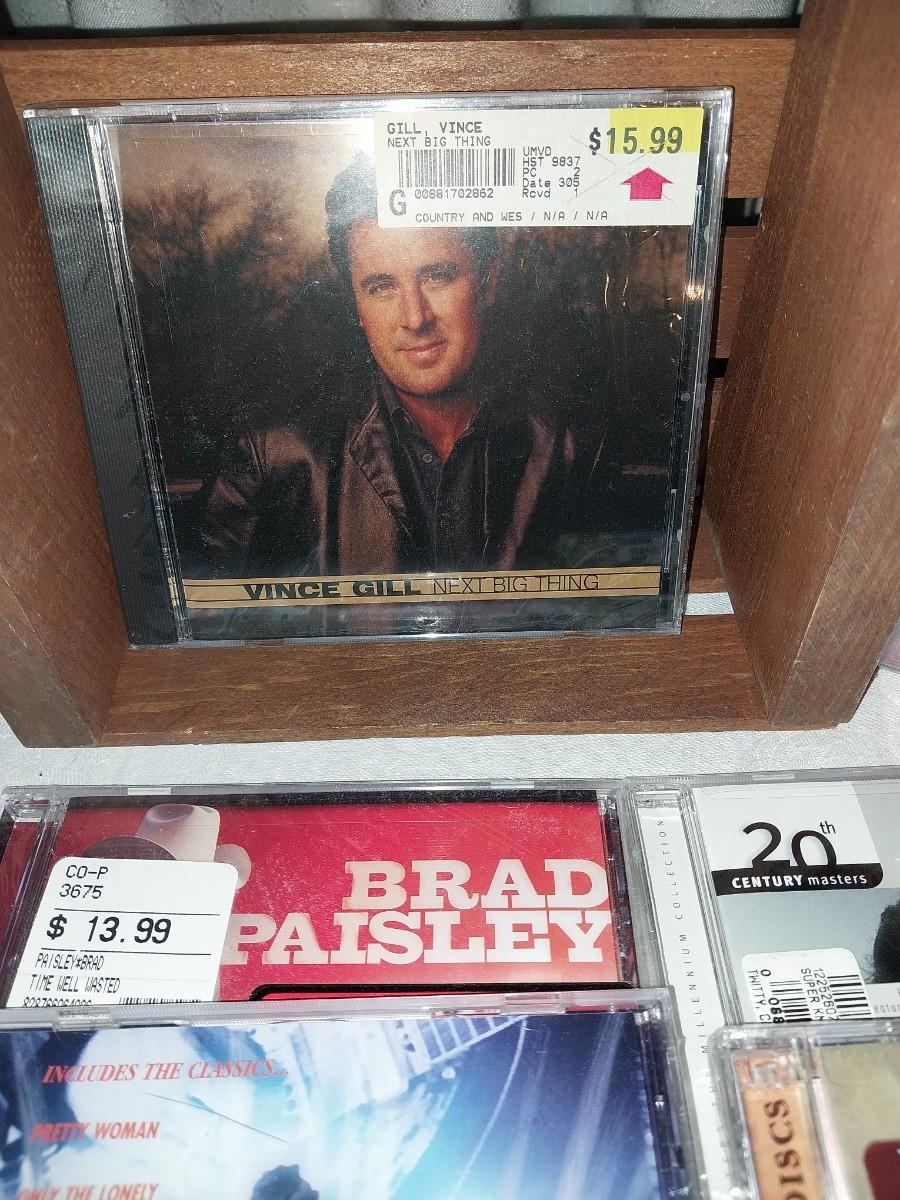 GILL, VINCE
NEXT BIG THING
$15.99
UMVD
HST 9837
PC 2
Date 305
Rcvd 1
G 00881702862
COUNTRY AND WES / N/A / N/A
VINCE GILL NEXT BIG THING
CO-P
3675
$ 13.99
PAISLEY*BRAD
TIME WELL WASTED
BRAD
PAISLEY
MILLENNIUM COLLECTION
20th
CENTURY masters
TWITY C
SUPER
INCLUDES THE CLASSICS...
PRETTY WOMAN
ONLY THE LONELY
DISCS